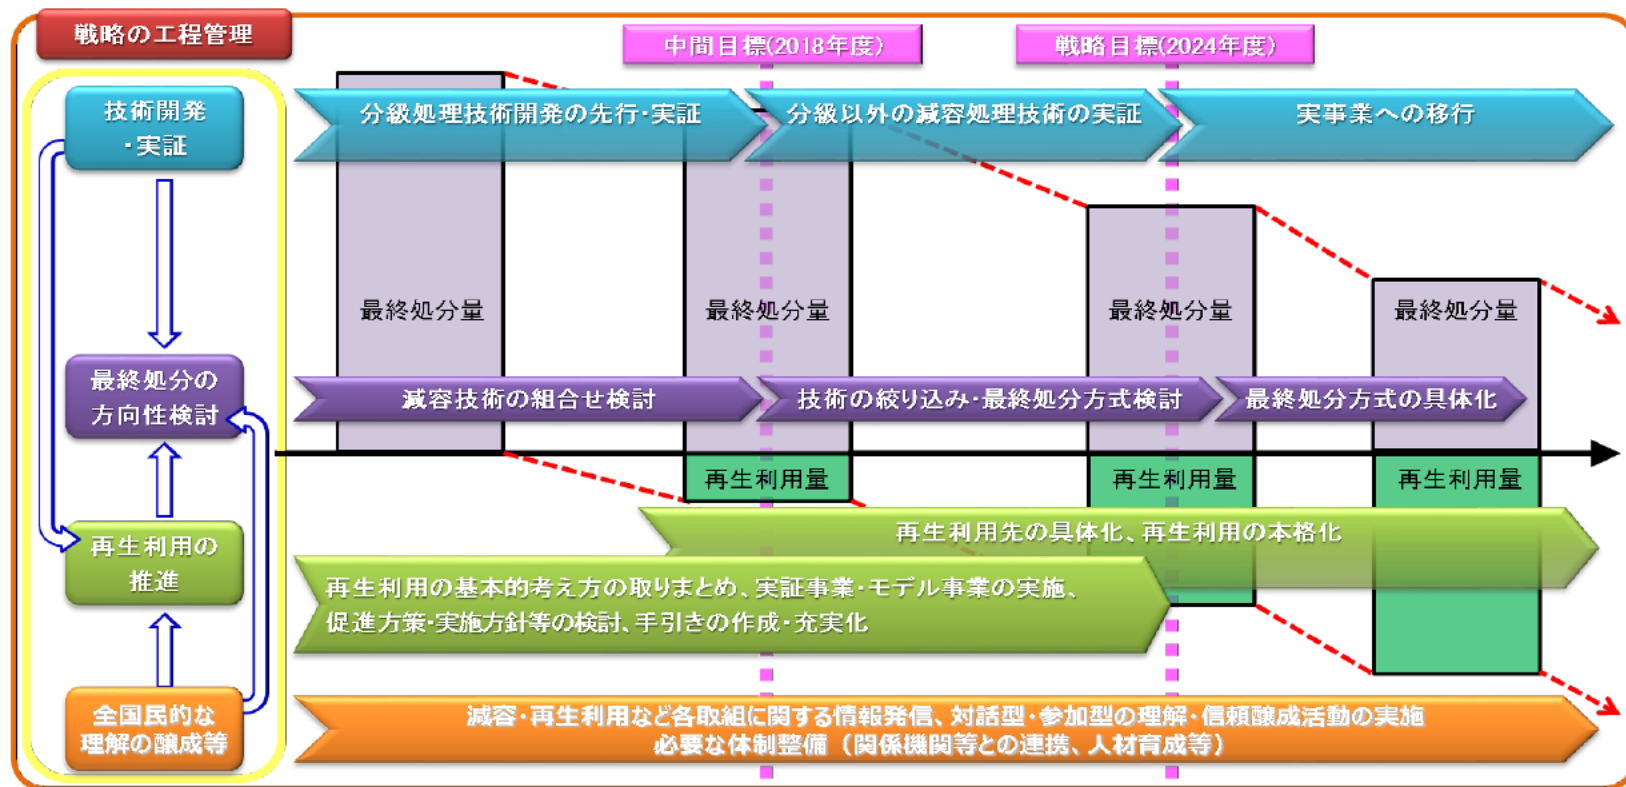 戦略の工程管理
中間目標(2018年度)
戦略目標(2024年度)
技術開発
・実証
分級処理技術開発の先行・実証
分級以外の減容処理技術の実証
実事業への移行
最終処分量
最終処分量
最終処分量
最終処分量
最終処分の
方向性検討
減容技術の組合せ検討
技術の絞り込み・最終処分方式検討
最終処分方式の具体化
再生利用量
再生利用量
再生利用量
再生利用の
推進
再生利用先の具体化、再生利用の本格化
再生利用の基本的考え方の取りまとめ、実証事業・モデル事業の実施、
促進方策・実施方針等の検討、手引きの作成・充実化
全国民的な
理解の醸成等
減容・再生利用など各取組に関する情報発信、対話型・参加型の理解・信頼醸成活動の実施
必要な体制整備（関係機関等との連携、人材育成等）